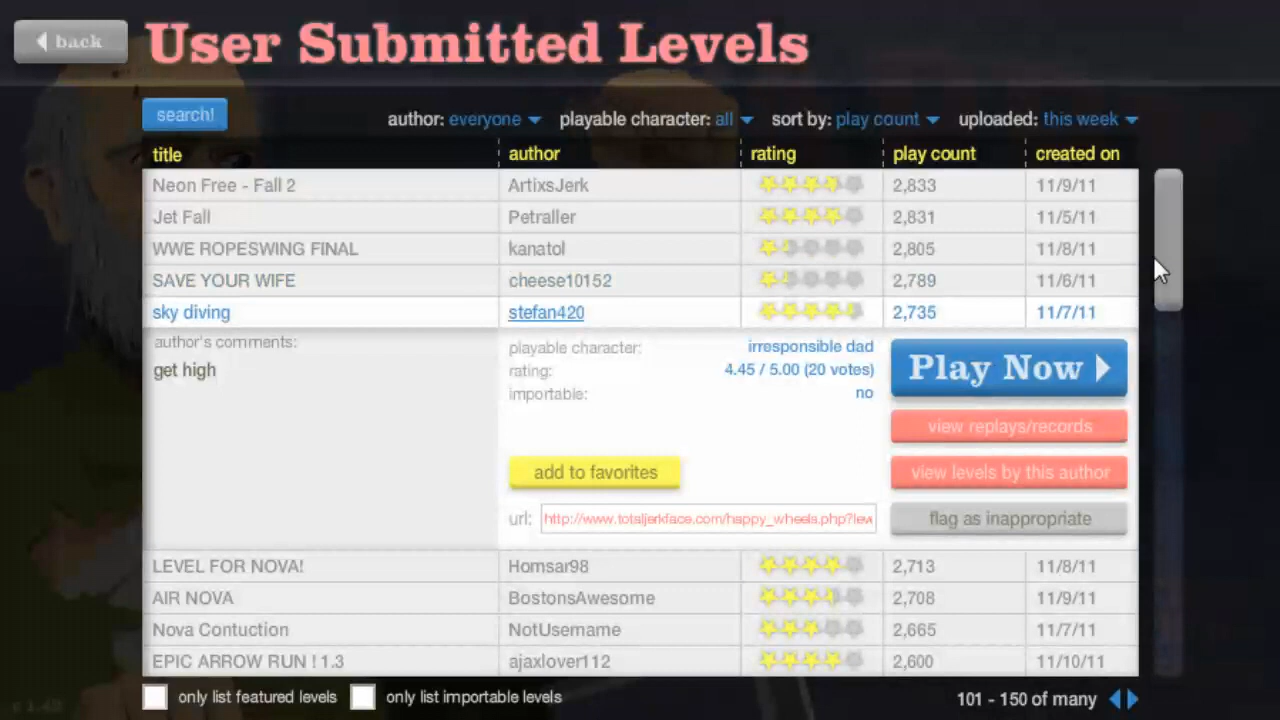 back
User Submitted Levels
search!
author: everyone playable character: all sort by: play count uploaded: this week
title author rating play count created on
Neon Free - Fall 2 ArtixsJerk 2,833 11/9/11
Jet Fall Petraller 2,831 11/5/11
WWE ROPESWING FINAL kanatol 2,805 11/8/11
SAVE YOUR WIFE cheese10152 2,789 11/6/11
sky diving stefan420 2,735 11/7/11
author's comments:
get high
playable character: irresponsible dad
rating: 4.45 / 5.00 (20 votes)
importable: no
Play Now
view replays/records
add to favorites
view levels by this author
url: http://www.totaljerkface.com/happy_wheels.php?lev
flag as inappropriate
LEVEL FOR NOVA! Homsar98 2,713 11/8/11
AIR NOVA BostonsAwesome 2,708 11/9/11
Nova Contuction NotUsername 2,665 11/7/11
EPIC ARROW RUN ! 1.3 ajaxlover112 2,600 11/10/11
only list featured levels only list importable levels
101 - 150 of many